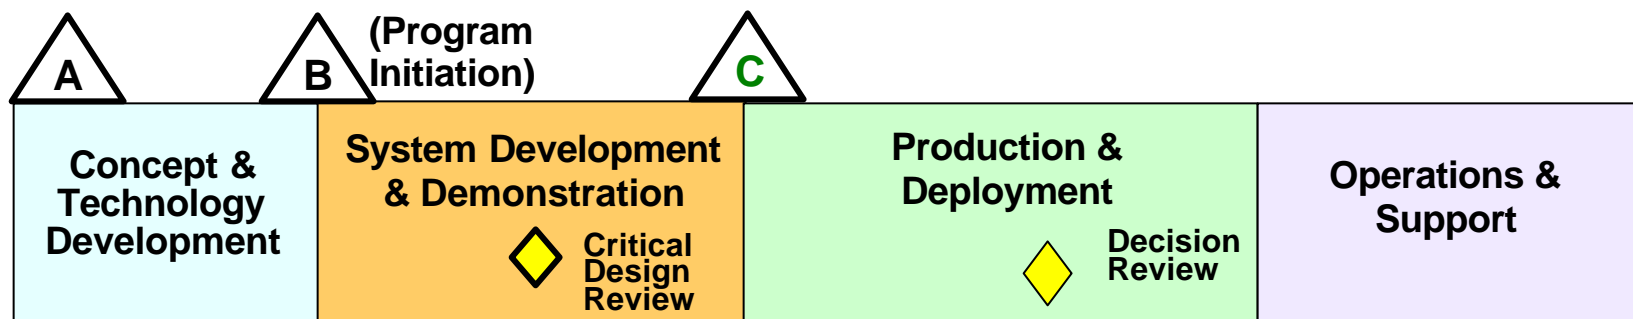 A
B
(Program
Initiation)
C
Concept &
Technology
Development
System Development
& Demonstration
Critical
Design
Review
Production &
Deployment
Decision
Review
Operations &
Support